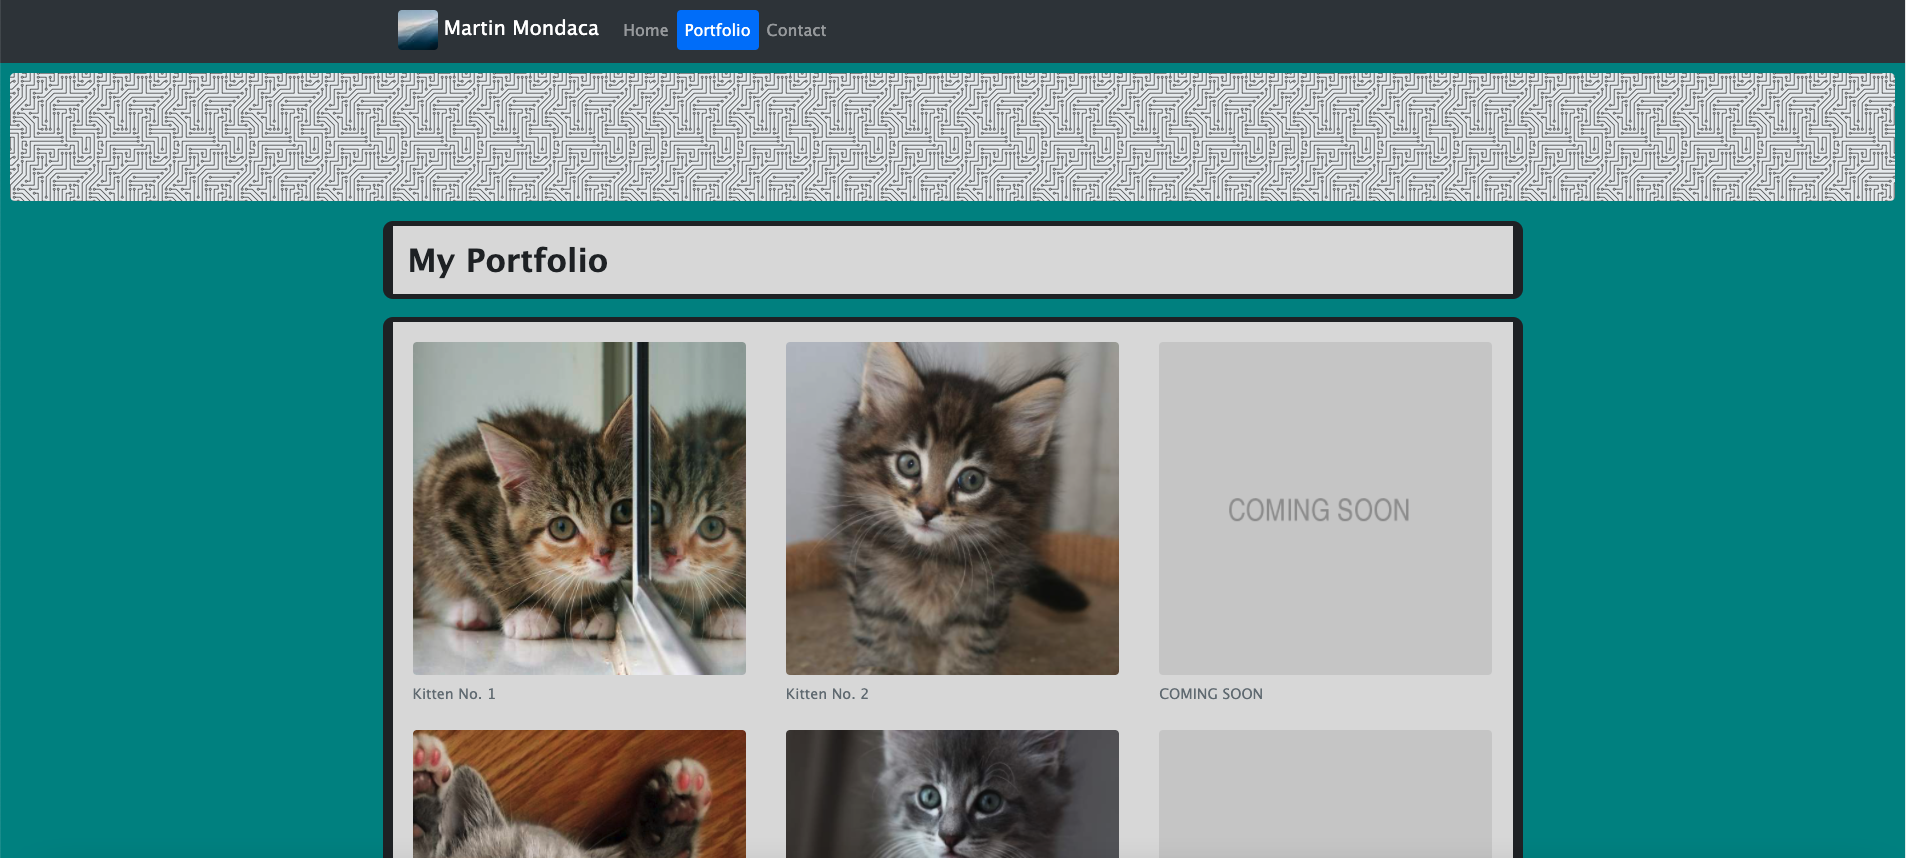 Martin Mondaca Home Portfolio Contact
My Portfolio
COMING SOON
Kitten No. 1
Kitten No. 2
COMING SOON